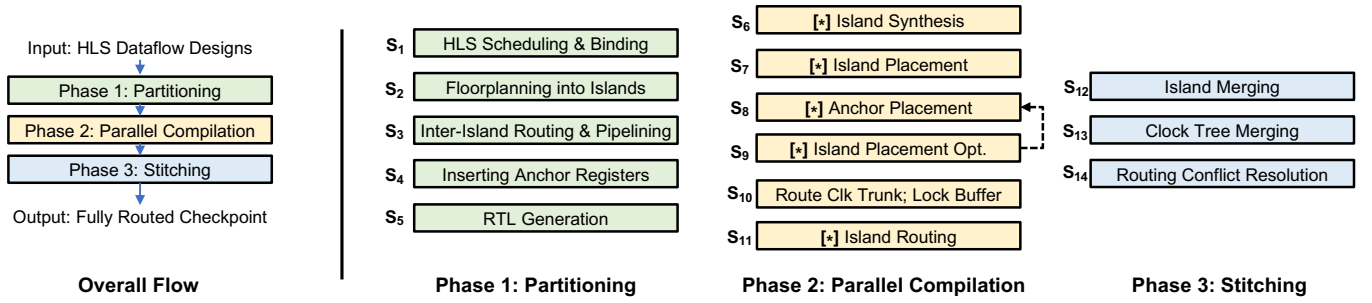 Input: HLS Dataflow Designs
Phase 1: Partitioning
Phase 2: Parallel Compilation
Phase 3: Stitching
Output: Fully Routed Checkpoint
Overall Flow
S1 HLS Scheduling & Binding
S2 Floorplanning into Islands
S3 Inter-Island Routing & Pipelining
S4 Inserting Anchor Registers
S5 RTL Generation
Phase 1: Partitioning
S6 [*] Island Synthesis
S7 [*] Island Placement
S8 [*] Anchor Placement
S9 [*] Island Placement Opt.
S10 Route Clk Trunk; Lock Buffer
S11 [*] Island Routing
Phase 2: Parallel Compilation
S12 Island Merging
S13 Clock Tree Merging
S14 Routing Conflict Resolution
Phase 3: Stitching